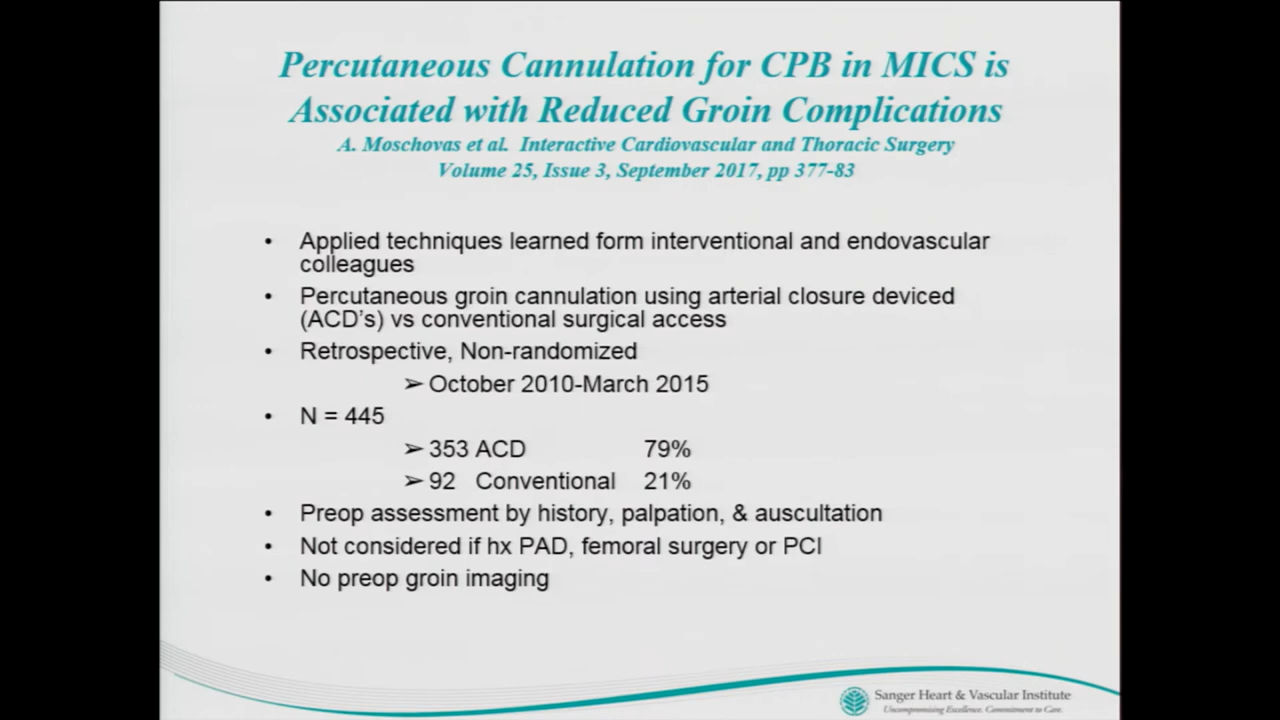 Percutaneous Cannulation for CPB in MICS is
Associated with Reduced Groin Complications
A. Moschovas et al. Interactive Cardiovascular and Thoracic Surgery
Volume 25, Issue 3, September 2017, pp 377-83
• Applied techniques learned form interventional and endovascular
colleagues
• Percutaneous groin cannulation using arterial closure deviced
(ACD's) vs conventional surgical access
• Retrospective, Non-randomized
➢ October 2010-March 2015
• N = 445
➢ 353 ACD 79%
➢ 92 Conventional 21%
• Preop assessment by history, palpation, & auscultation
• Not considered if hx PAD, femoral surgery or PCI
• No preop groin imaging
Sanger Heart & Vascular Institute
Uncompromising Excellence. Commitment to Care.